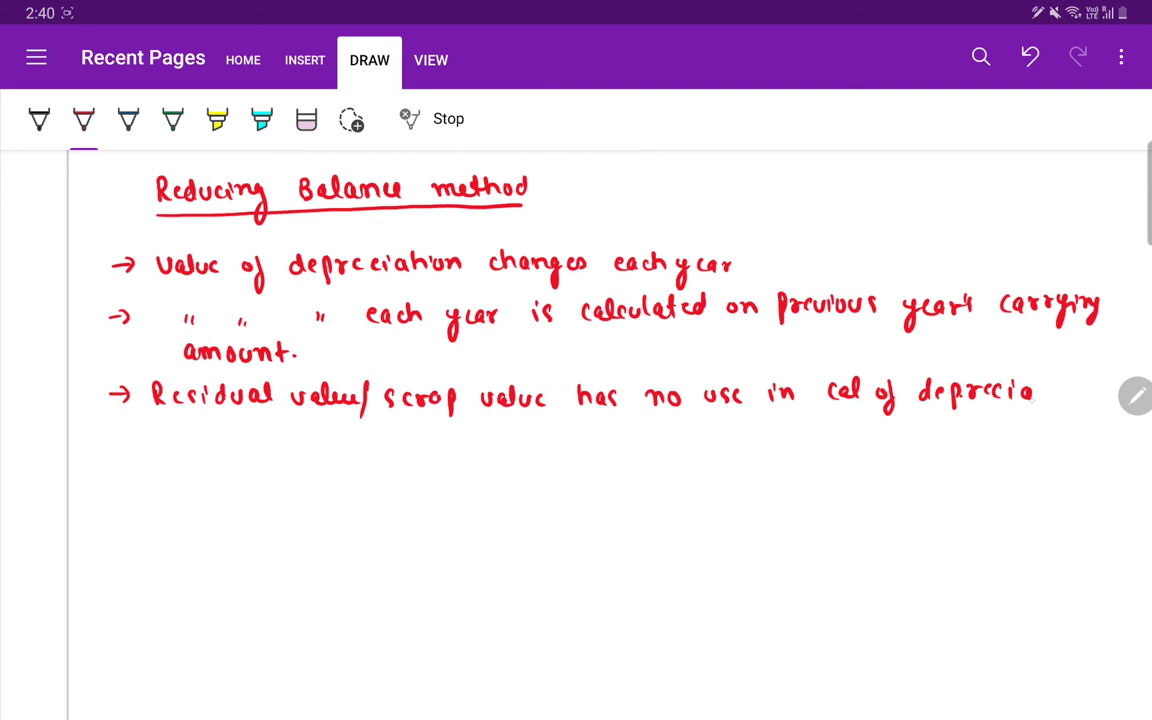 2:40
Recent Pages HOME INSERT DRAW VIEW
Stop
Reducing Balance method
→ Value of depreciation changes each year
→ " " " each year is calculated on previous year's carrying
amount.
→ Residual value/ scrap value has no use in cal of deprecia